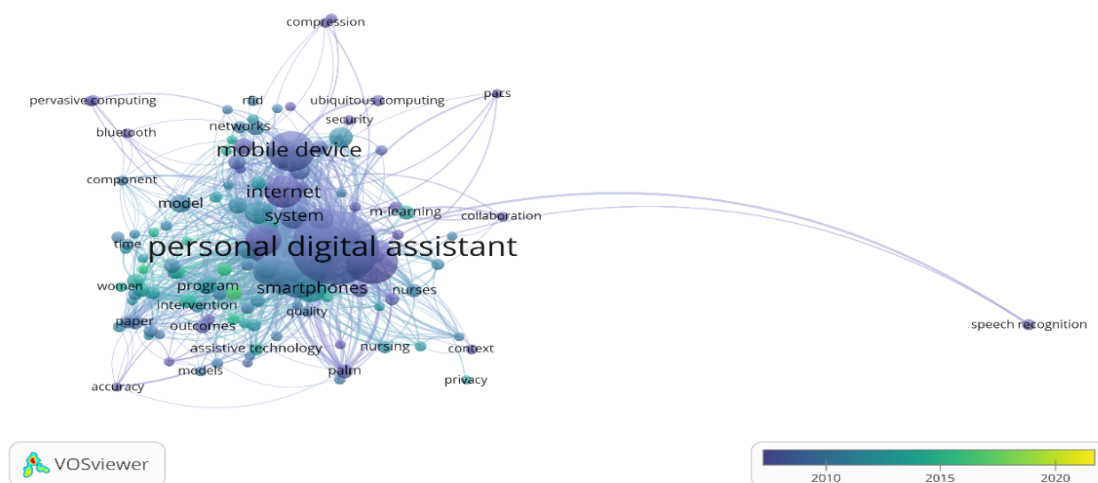 compression
pervasive computing
rfid
ubiquitous computing
pacs
bluetooth
networks
security
mobile device
component
internet
model
system
m-learning
collaboration
time
personal digital assistant
women
program
smartphones
nurses
intervention
quality
paper
outcomes
speech recognition
assistive technology
nursing
context
models
palm
privacy
accuracy
VOSviewer
2010
2015
2020